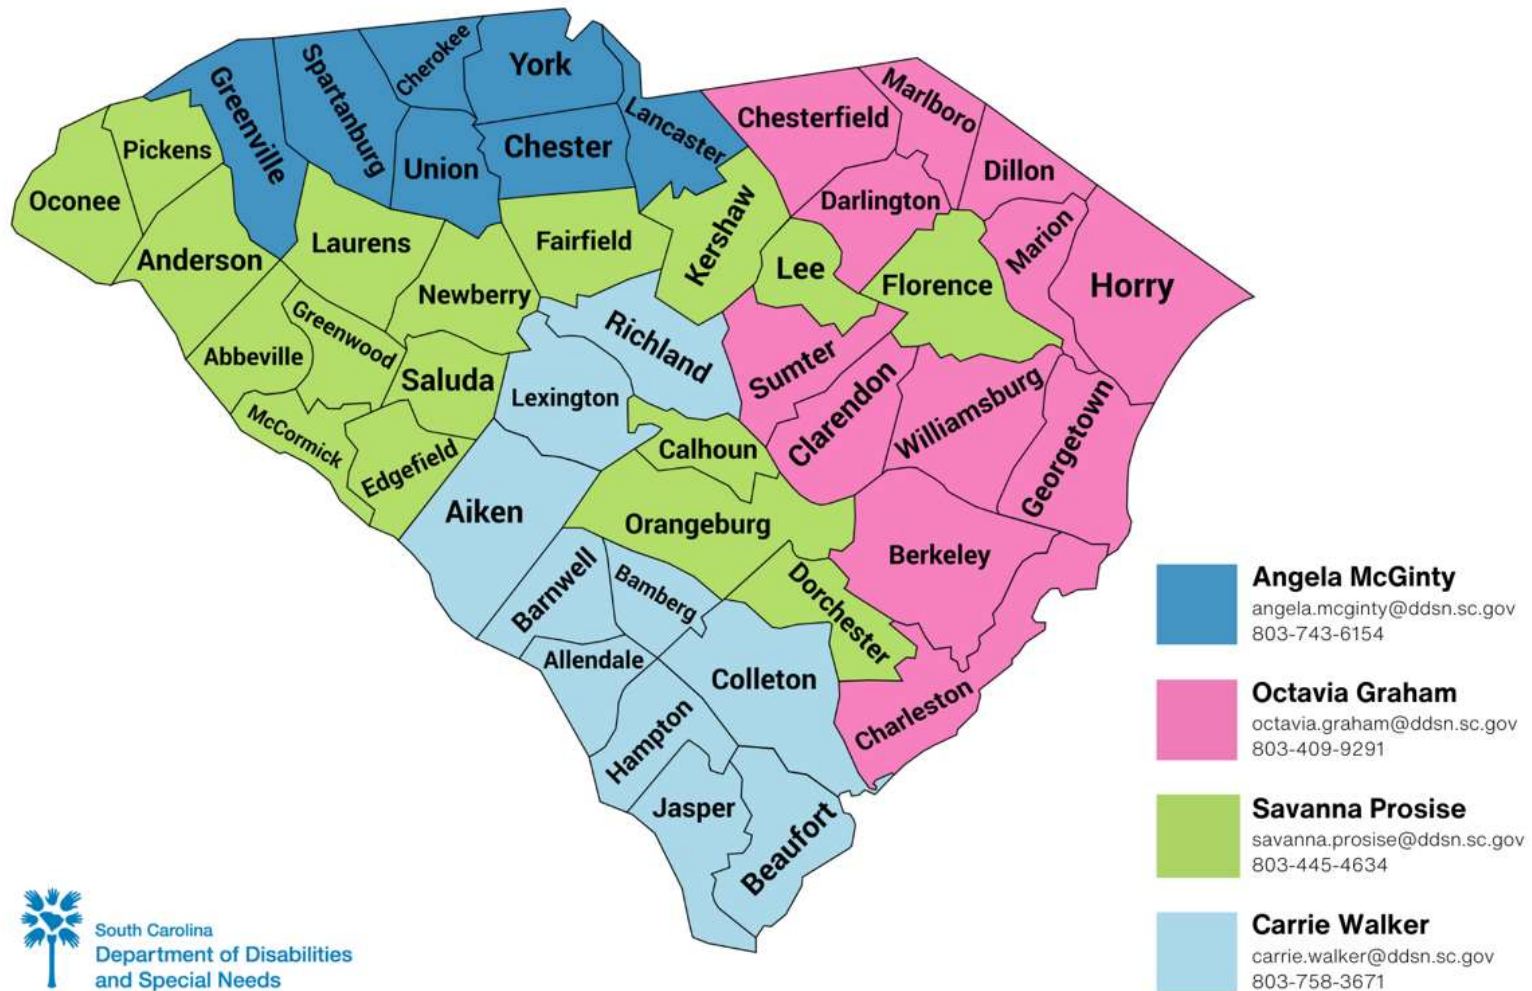 York
Cherokee
Spartanburg
Greenville
Lancaster
Chester
Union
Marlboro
Chesterfield
Dillon
Pickens
Oconee
Darlington
Kershaw
Marion
Fairfield
Laurens
Anderson
Lee
Florence
Horry
Newberry
Greenwood
Richland
Abbeville
Saluda
Sumter
Lexington
Clarendon
Williamsburg
Georgetown
McCormick
Edgefield
Calhoun
Aiken
Orangeburg
Berkeley
Barnwell
Bamberg
Dorchester
Allendale
Colleton
Charleston
Hampton
Jasper
Beaufort
Angela McGinty
angela.mcginty@ddsn.sc.gov
803-743-6154
Octavia Graham
octavia.graham@ddsn.sc.gov
803-409-9291
Savanna Prosise
savanna.prosise@ddsn.sc.gov
803-445-4634
Carrie Walker
carrie.walker@ddsn.sc.gov
803-758-3671
South Carolina
Department of Disabilities
and Special Needs